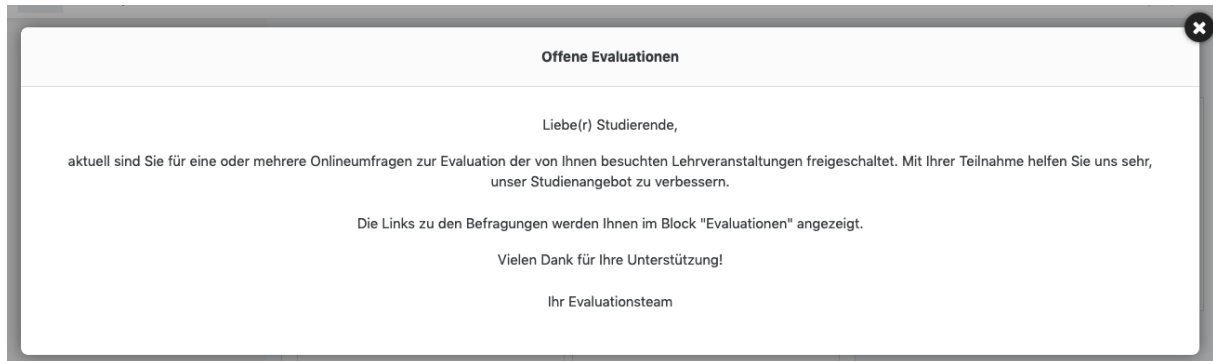 Offene Evaluationen
Liebe(r) Studierende,
aktuell sind Sie für eine oder mehrere Onlineumfragen zur Evaluation der von Ihnen besuchten Lehrveranstaltungen freigeschaltet. Mit Ihrer Teilnahme helfen Sie uns sehr,
unser Studienangebot zu verbessern.
Die Links zu den Befragungen werden Ihnen im Block "Evaluationen" angezeigt.
Vielen Dank für Ihre Unterstützung!
Ihr Evaluationsteam